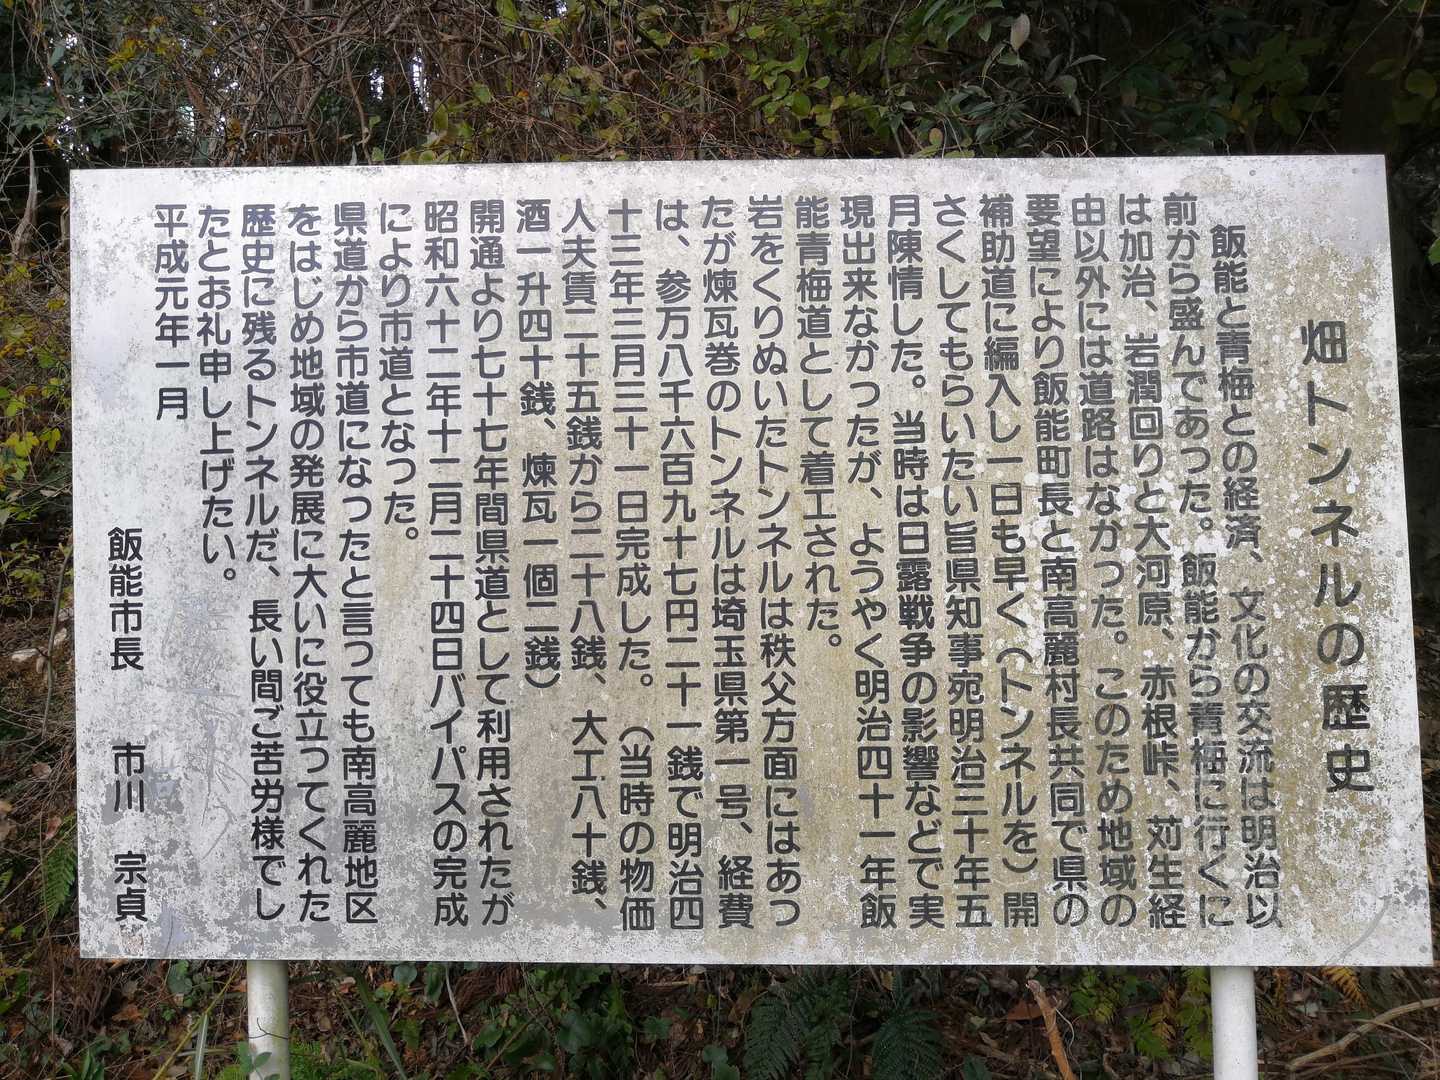 畑トンネルの歴史
飯能と青梅との経済、文化の交流は明治以
前から盛んであった。飯能から青梅に行くに
は加治、岩潤回りと大河原、赤根峠、苅生経
由以外には道路はなかった。このため地域の
要望により飯能町長と南高麗村長共同で県の
補助道に編入し一日も早く(トンネルを)開
さくしてもらいたい旨県知事宛明治三十年五
月陳情した。当時は日露戦争の影響などで実
現出来なかったが、ようやく明治四十一年飯
能青梅道として着工された。
岩をくりぬいたトンネルは秩父方面にはあっ
たが煉瓦巻のトンネルは埼玉県第一号、経費
は、参万八千六百九十七円二十一銭で明治四
十三年三月三十一日完成した。(当時の物価
人夫賃二十五銭から二十八銭、大工八十銭、
酒一升四十銭、煉瓦一個二銭)
開通より七十七年間県道として利用されたが
昭和六十二年十二月二十四日バイパスの完成
により市道となった。
県道から市道になったと言っても南高麗地区
をはじめ地域の発展に大いに役立ってくれた
歴史に残るトンネルだ、長い間ご苦労様でし
たとお礼申し上げたい。
平成元年一月
飯能市長 市川 宗貞